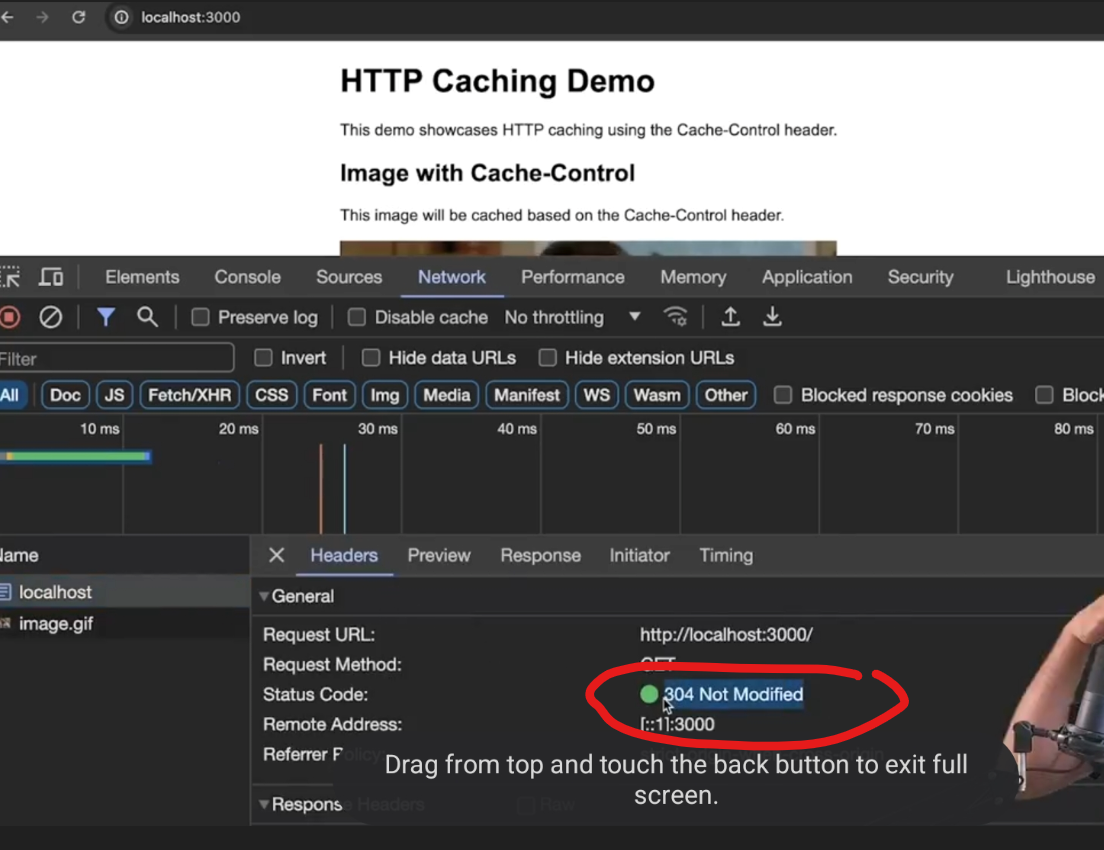 localhost:3000
HTTP Caching Demo
This demo showcases HTTP caching using the Cache-Control header.
Image with Cache-Control
This image will be cached based on the Cache-Control header.
Elements Console Sources Network Performance Memory Application Security Lighthouse
Preserve log Disable cache No throttling
Filter Invert Hide data URLs Hide extension URLs
All Doc JS Fetch/XHR CSS Font Img Media Manifest WS Wasm Other Blocked response cookies Block
10 ms 20 ms 30 ms 40 ms 50 ms 60 ms 70 ms 80 ms
Name Headers Preview Response Initiator Timing
localhost
image.gif
General
Request URL: http://localhost:3000/
Request Method: GET
Status Code: 304 Not Modified
Remote Address: [::1]:3000
Referrer Policy:
Response Headers Raw
Drag from top and touch the back button to exit full
screen.